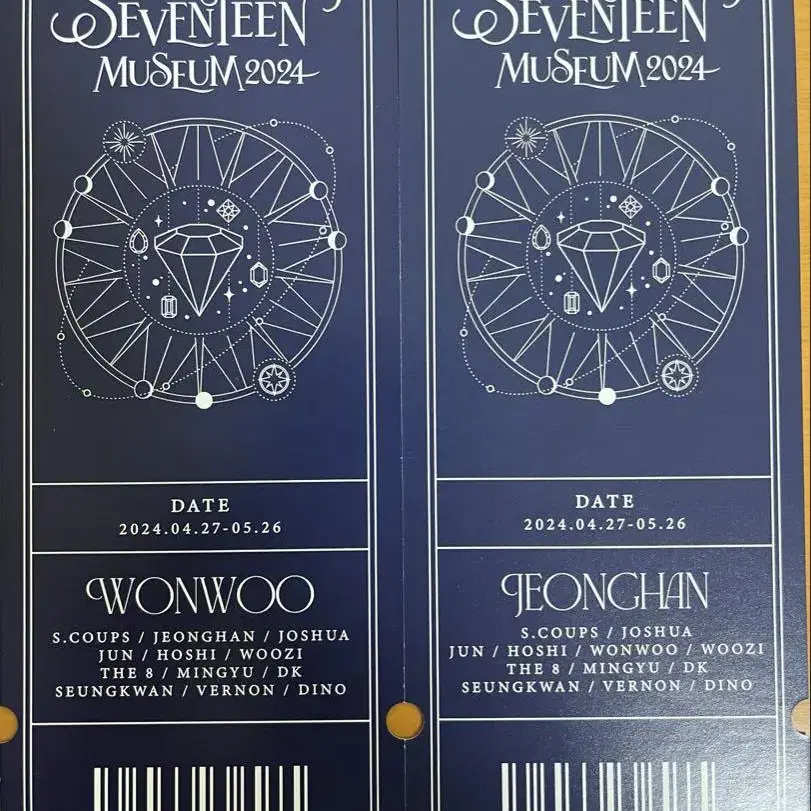 SEVENTEEN
MUSEUM 2024
DATE
2024.04.27-05.26
WONWOO
S.COUPS / JEONGHAN / JOSHUA
JUN / HOSHI / WOOZI
THE 8 / MINGYU / DK
SEUNGKWAN / VERNON / DINO
SEVENTEEN
MUSEUM 2024
DATE
2024.04.27-05.26
JEONGHAN
S.COUPS / JOSHUA
JUN / HOSHI / WONWOO / WOOZI
THE 8 / MINGYU / DK
SEUNGKWAN / VERNON / DINO